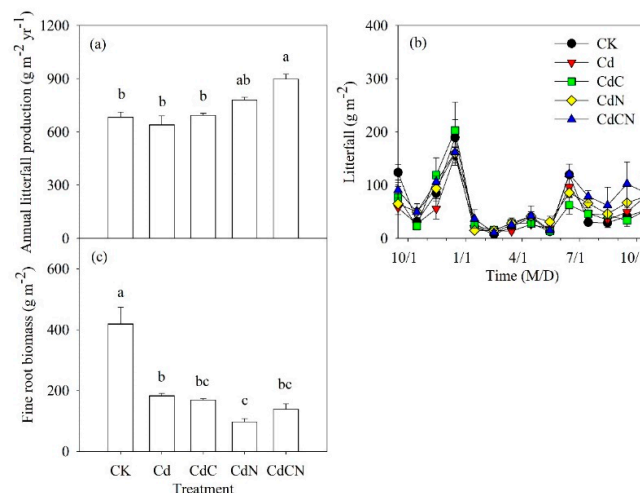 Annual litterfall production (g m⁻² yr⁻¹)
1200
900
600
300
0
(a)
b
b
b
ab
a
Litterfall (g m⁻²)
400
300
200
100
0
(b)
CK
Cd
CdC
CdN
CdCN
10/1
1/1
4/1
7/1
10/
Time (M/D)
Fine root biomass (g m⁻²)
600
400
200
0
(c)
a
b
bc
c
bc
CK Cd CdC CdN CdCN
Treatment